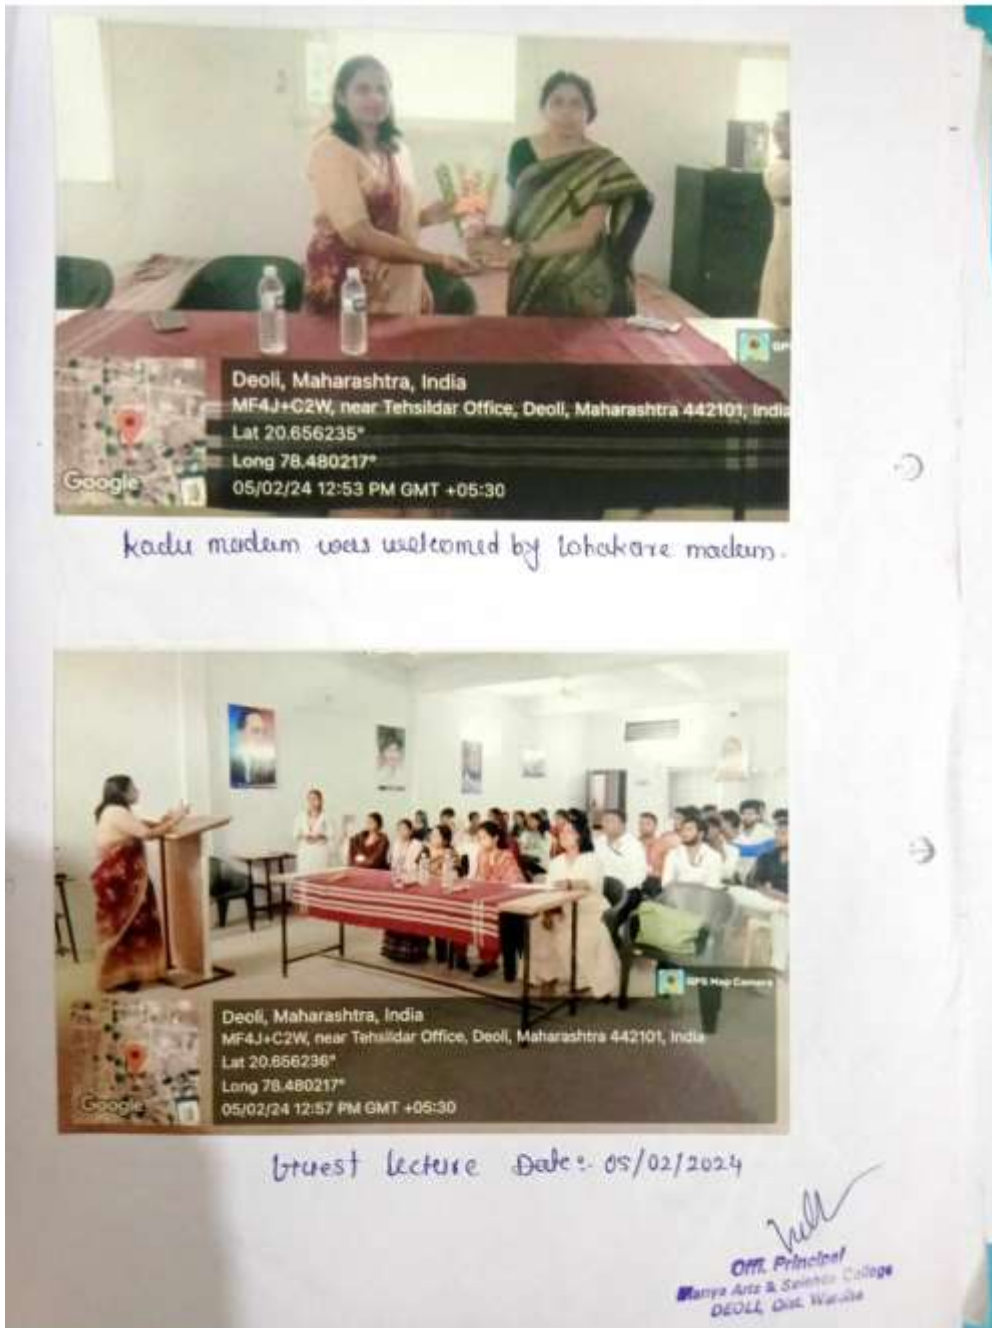 GPS
Deoli, Maharashtra, India
MF4J+C2W, near Tehsildar Office, Deoli, Maharashtra 442101, India
Lat 20.656235°
Long 78.480217°
05/02/24 12:53 PM GMT +05:30
Google
Kadu madam was welcomed by Lohakare madam.
GPS Map Camera
Deoli, Maharashtra, India
MF4J+C2W, near Tehsildar Office, Deoli, Maharashtra 442101, India
Lat 20.656236°
Long 78.480217°
05/02/24 12:57 PM GMT +05:30
Google
Guest Lecture Date:- 05/02/2024
Offi. Principal
Arts & College
DEOLI, Dist. Wardha